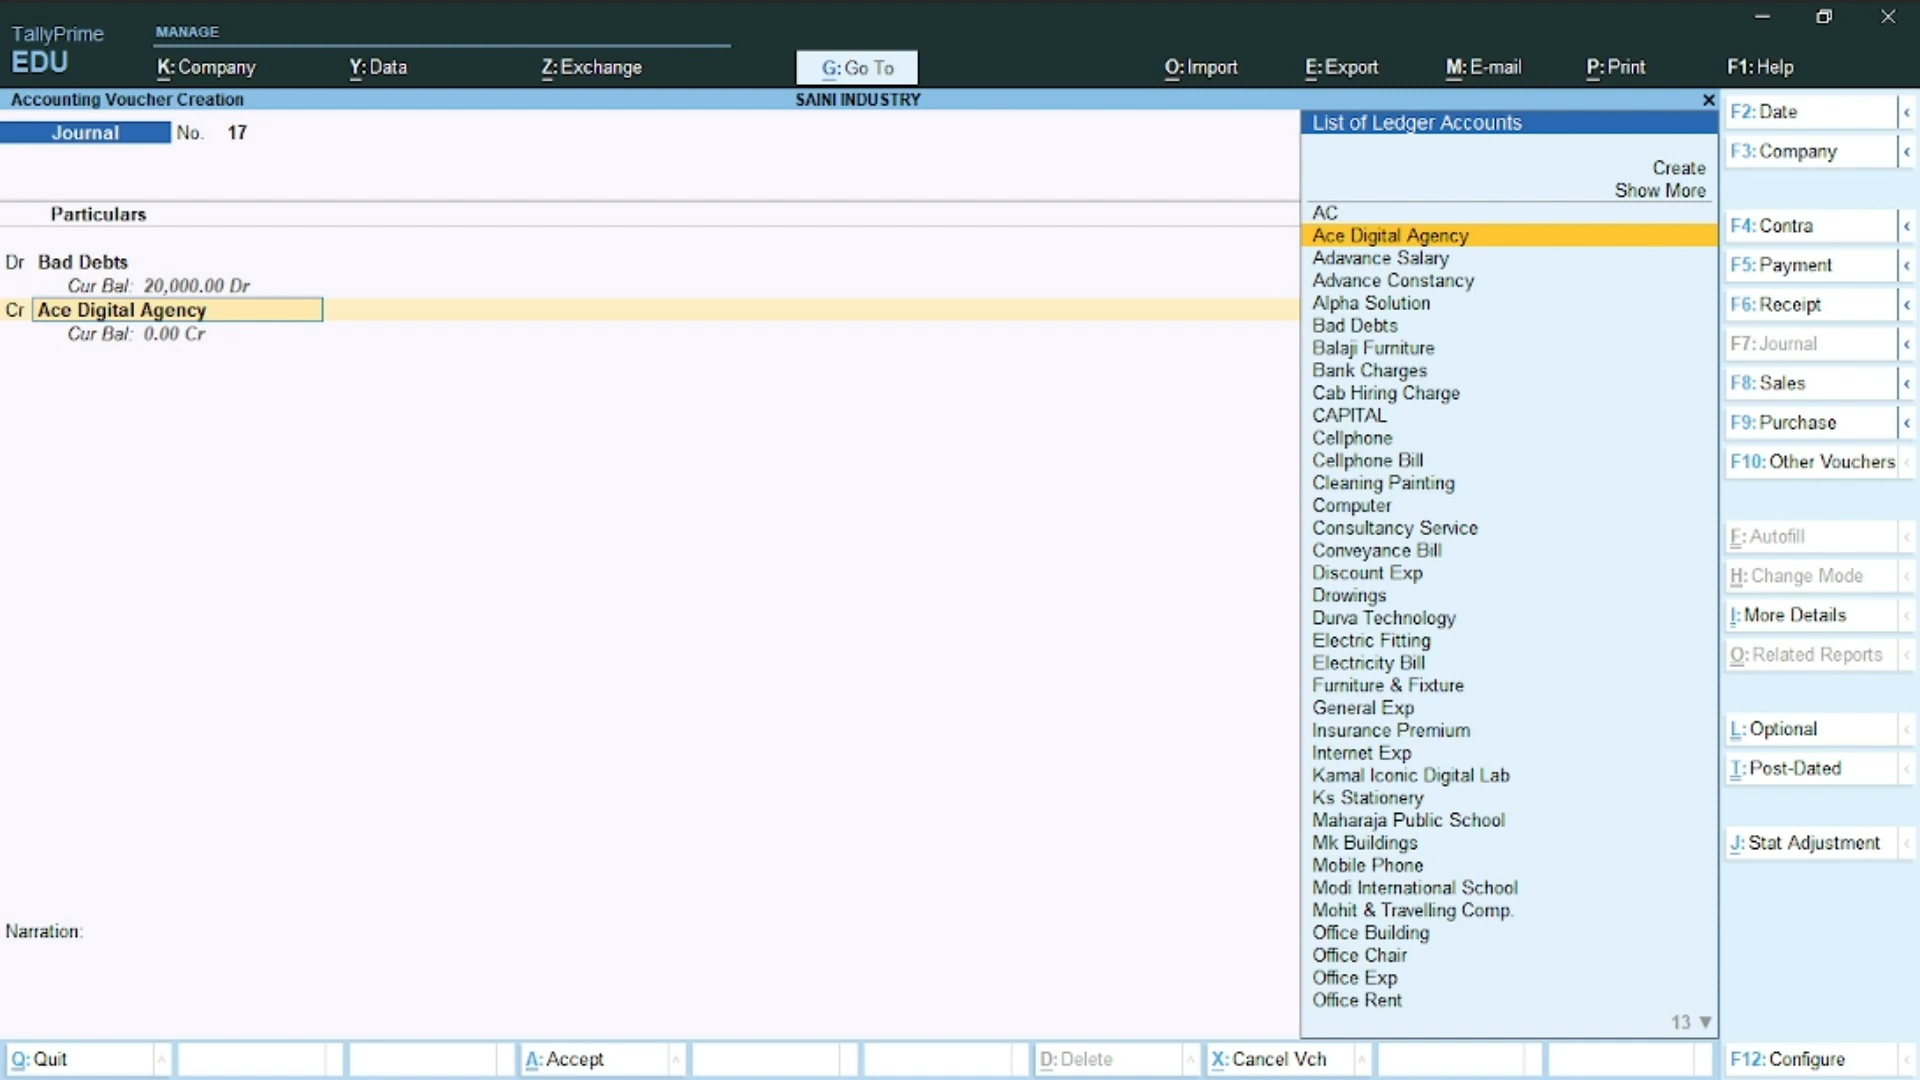 TallyPrime
EDU
MANAGE
K: Company
Y: Data
Z: Exchange
G: Go To
O: Import
E: Export
M: E-mail
P: Print
F1: Help
Accounting Voucher Creation
SAINI INDUSTRY
Journal No. 17
Particulars
Dr Bad Debts
Cur Bal: 20,000.00 Dr
Cr Ace Digital Agency
Cur Bal: 0.00 Cr
Narration:
List of Ledger Accounts
Create
Show More
AC
Ace Digital Agency
Adavance Salary
Advance Constancy
Alpha Solution
Bad Debts
Balaji Furniture
Bank Charges
Cab Hiring Charge
CAPITAL
Cellphone
Cellphone Bill
Cleaning Painting
Computer
Consultancy Service
Conveyance Bill
Discount Exp
Drowings
Durva Technology
Electric Fitting
Electricity Bill
Furniture & Fixture
General Exp
Insurance Premium
Internet Exp
Kamal Iconic Digital Lab
Ks Stationery
Maharaja Public School
Mk Buildings
Mobile Phone
Modi International School
Mohit & Travelling Comp.
Office Building
Office Chair
Office Exp
Office Rent
13 ▼
F2: Date
F3: Company
F4: Contra
F5: Payment
F6: Receipt
F7: Journal
F8: Sales
F9: Purchase
F10: Other Vouchers
F: Autofill
H: Change Mode
I: More Details
O: Related Reports
L: Optional
T: Post-Dated
J: Stat Adjustment
Q: Quit
A: Accept
D: Delete
X: Cancel Vch
F12: Configure